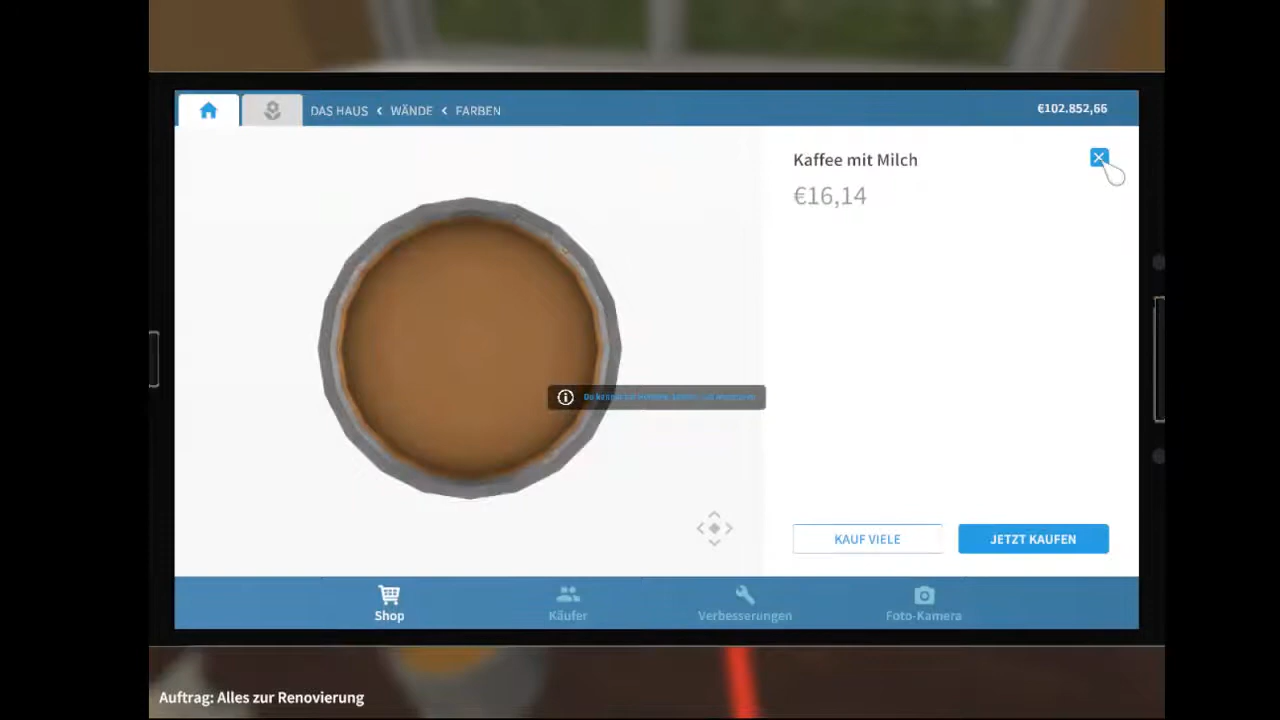 DAS HAUS < WÄNDE < FARBEN
€102.852,66
Kaffee mit Milch
€16,14
KAUF VIELE
JETZT KAUFEN
Shop
Käufer
Verbesserungen
Foto-Kamera
Auftrag: Alles zur Renovierung